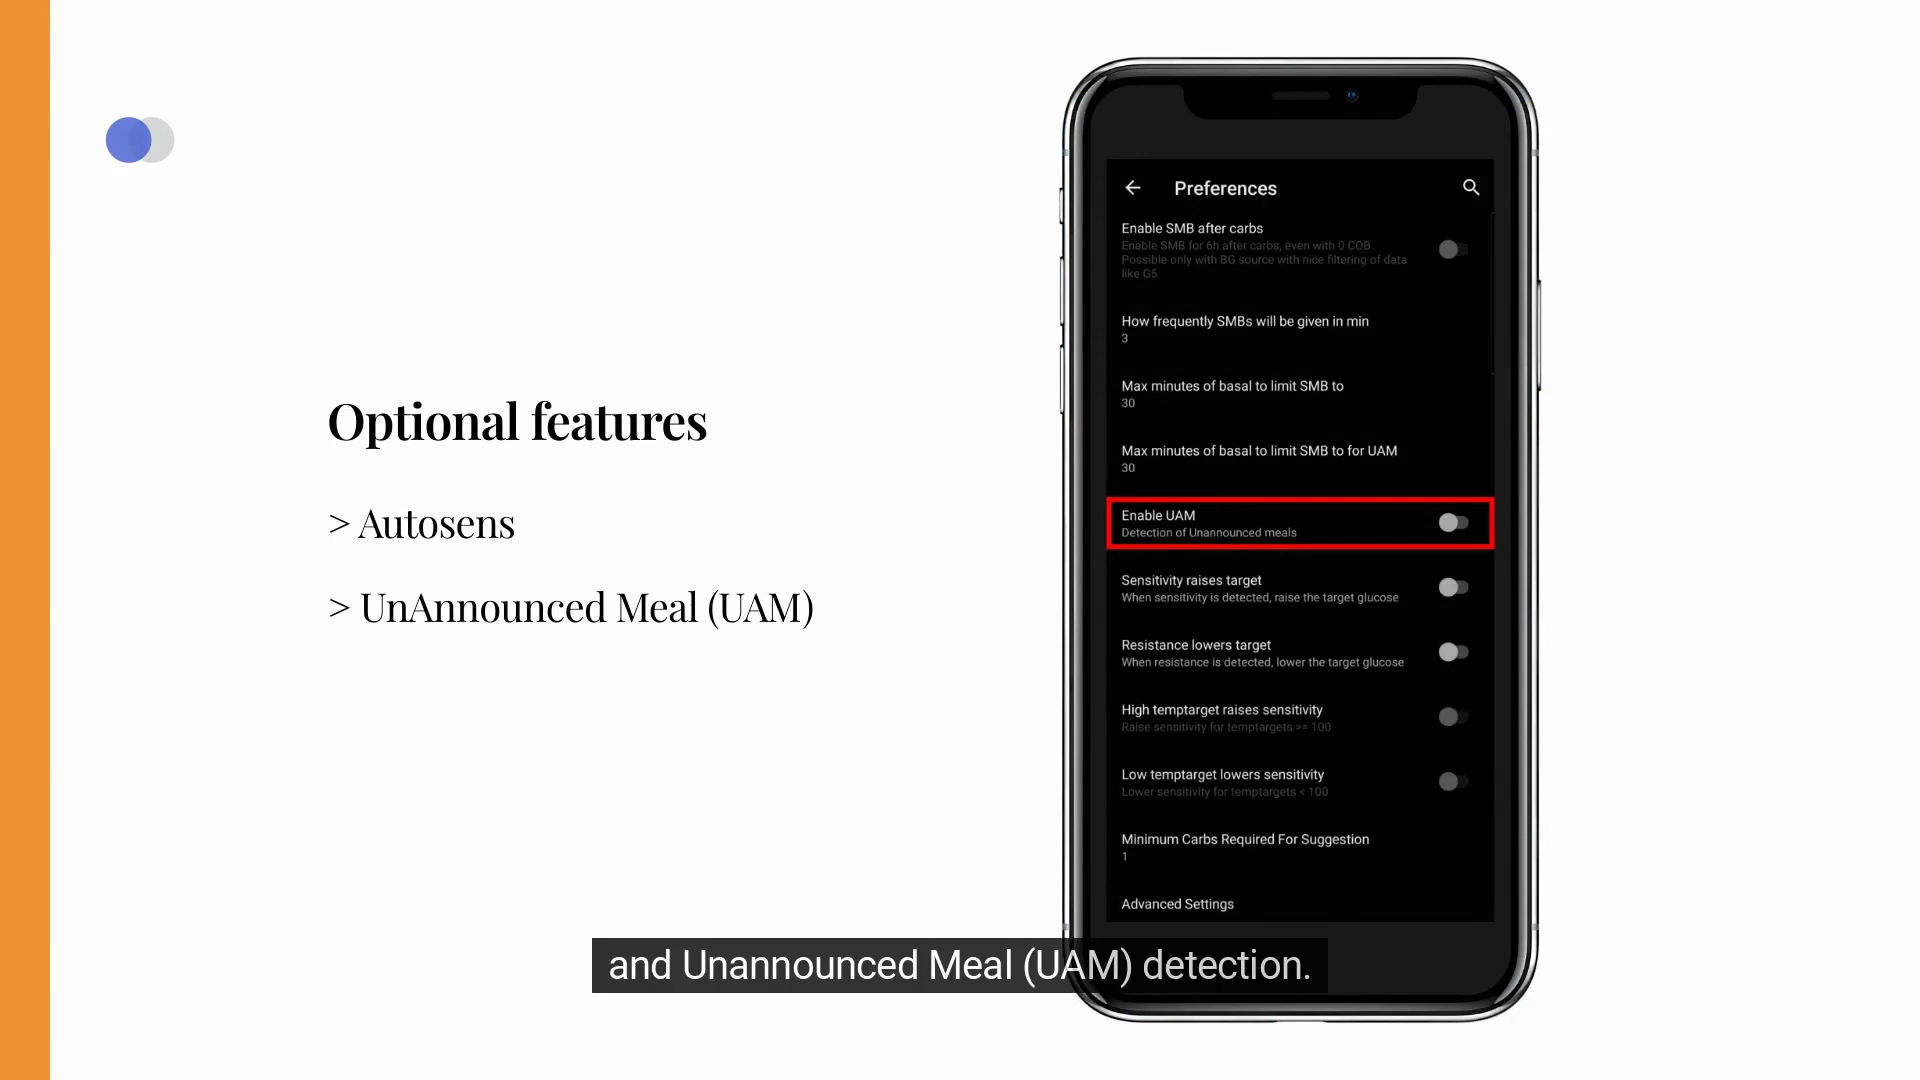 Optional features
> Autosens
> UnAnnounced Meal (UAM)
Preferences
Enable SMB after carbs
Enable SMB for 6h after carbs, even with 0 COB.
Possible only with BG source with nice filtering of data
like G5
How frequently SMBs will be given in min
3
Max minutes of basal to limit SMB to
30
Max minutes of basal to limit SMB to for UAM
30
Enable UAM
Detection of Unannounced meals
Sensitivity raises target
When sensitivity is detected, raise the target glucose
Resistance lowers target
When resistance is detected, lower the target glucose
High temptarget raises sensitivity
Raise sensitivity for temptargets >= 100
Low temptarget lowers sensitivity
Lower sensitivity for temptargets < 100
Minimum Carbs Required For Suggestion
1
Advanced Settings
and Unannounced Meal (UAM) detection.